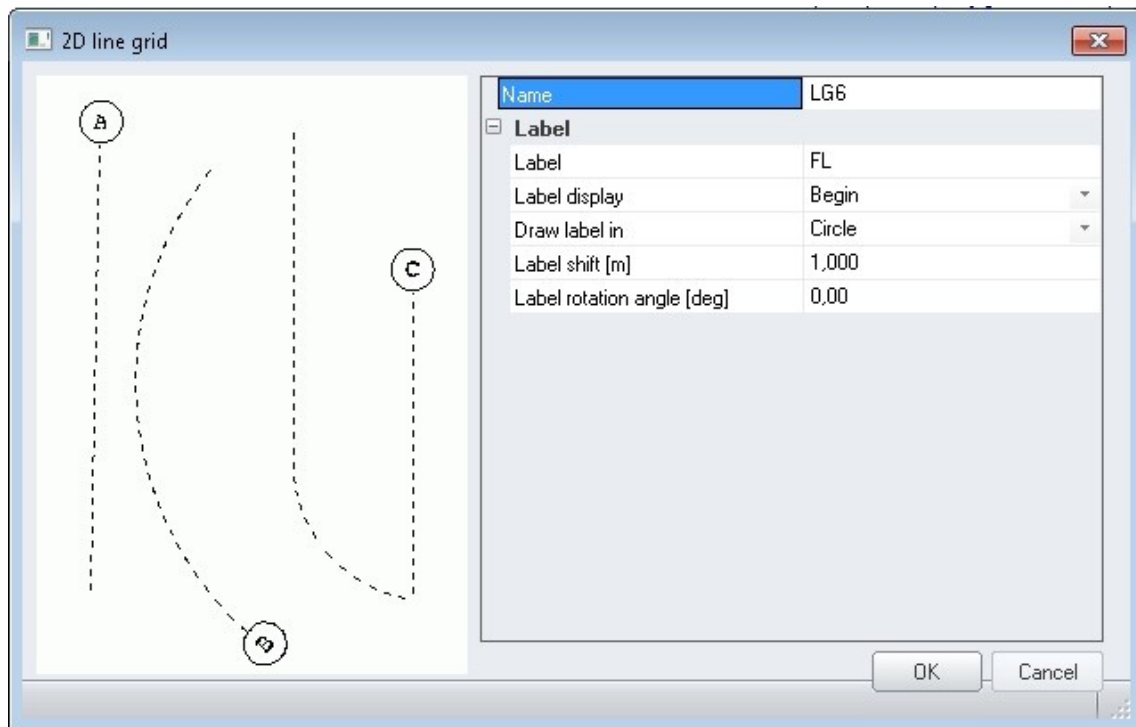 2D line grid
A
B
C
Name LG6
Label
Label FL
Label display Begin
Draw label in Circle
Label shift [m] 1,000
Label rotation angle [deg] 0,00
OK Cancel